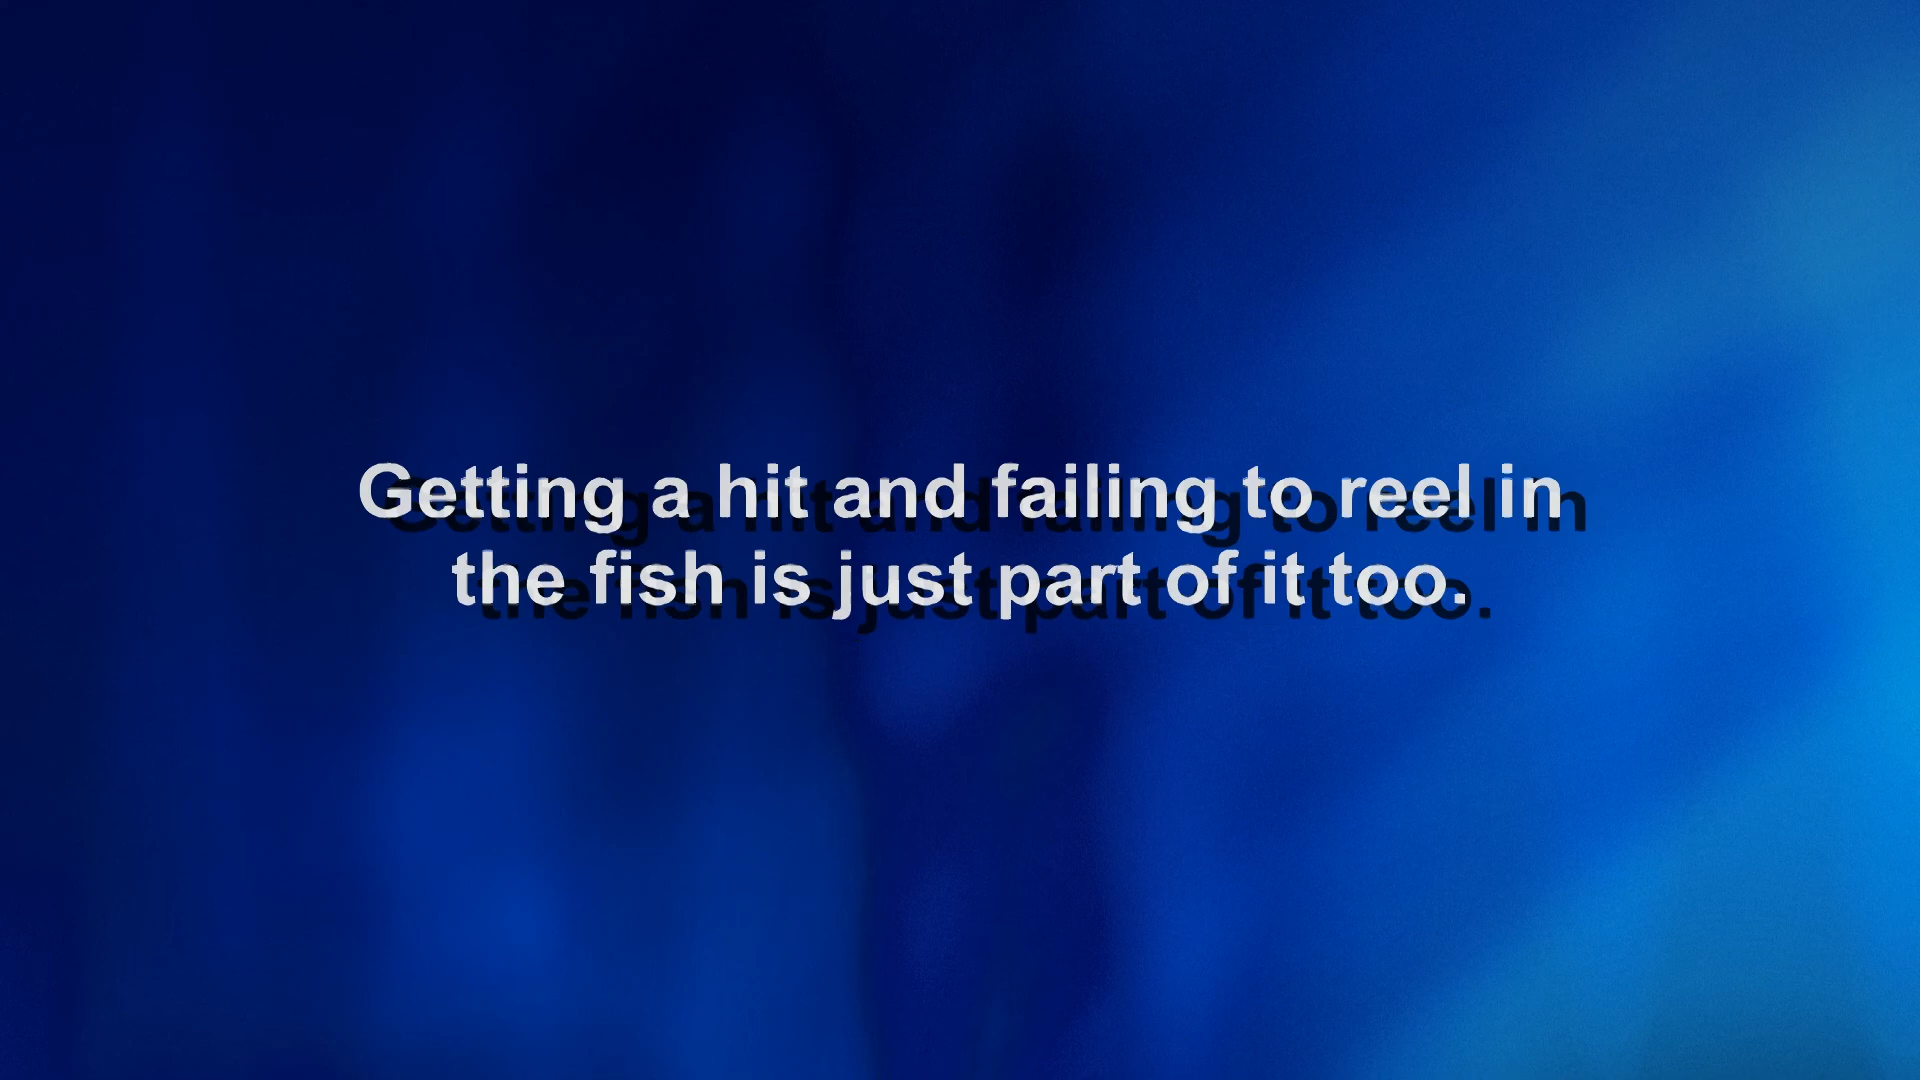 Getting a hit and failing to reel in
the fish is just part of it too.